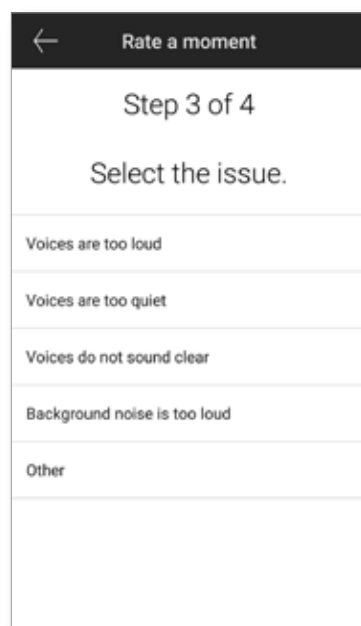 Rate a moment
Step 3 of 4
Select the issue.
Voices are too loud
Voices are too quiet
Voices do not sound clear
Background noise is too loud
Other